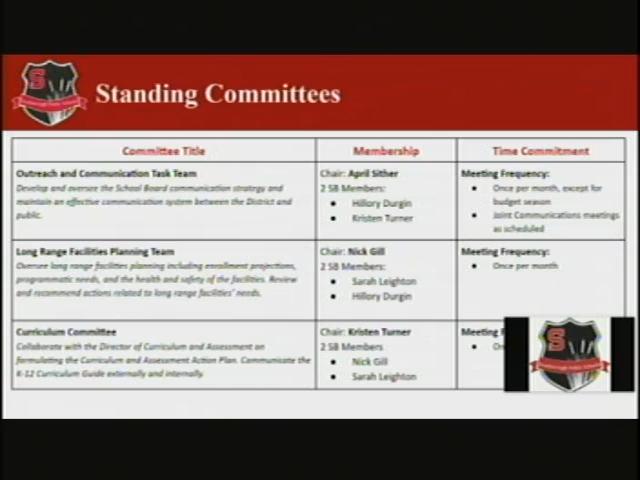 S
Standing Committees
Committee Title
Membership
Time Commitment
Outreach and Communication Task Team
Develop and oversee the School Board communication strategy and
maintain an effective communication system between the District and
public.
Chair: April Sither
2 SB Members:
● Hillory Durgin
● Kristen Turner
Meeting Frequency:
● Once per month, except for
budget season
● Joint Communications meetings
as scheduled
Long Range Facilities Planning Team
Oversee long range facilities planning including enrollment projections,
programmatic needs, and the health and safety of the facilities. Review
and recommend actions related to long range facilities' needs.
Chair: Nick Gill
2 SB Members:
● Sarah Leighton
● Hillory Durgin
Meeting Frequency:
● Once per month
Curriculum Committee
Collaborate with the Director of Curriculum and Assessment on
formulating the Curriculum and Assessment Action Plan. Communicate the
K-12 Curriculum Guide externally and internally.
Chair: Kristen Turner
2 SB Members
● Nick Gill
● Sarah Leighton
Meeting F
● On
S